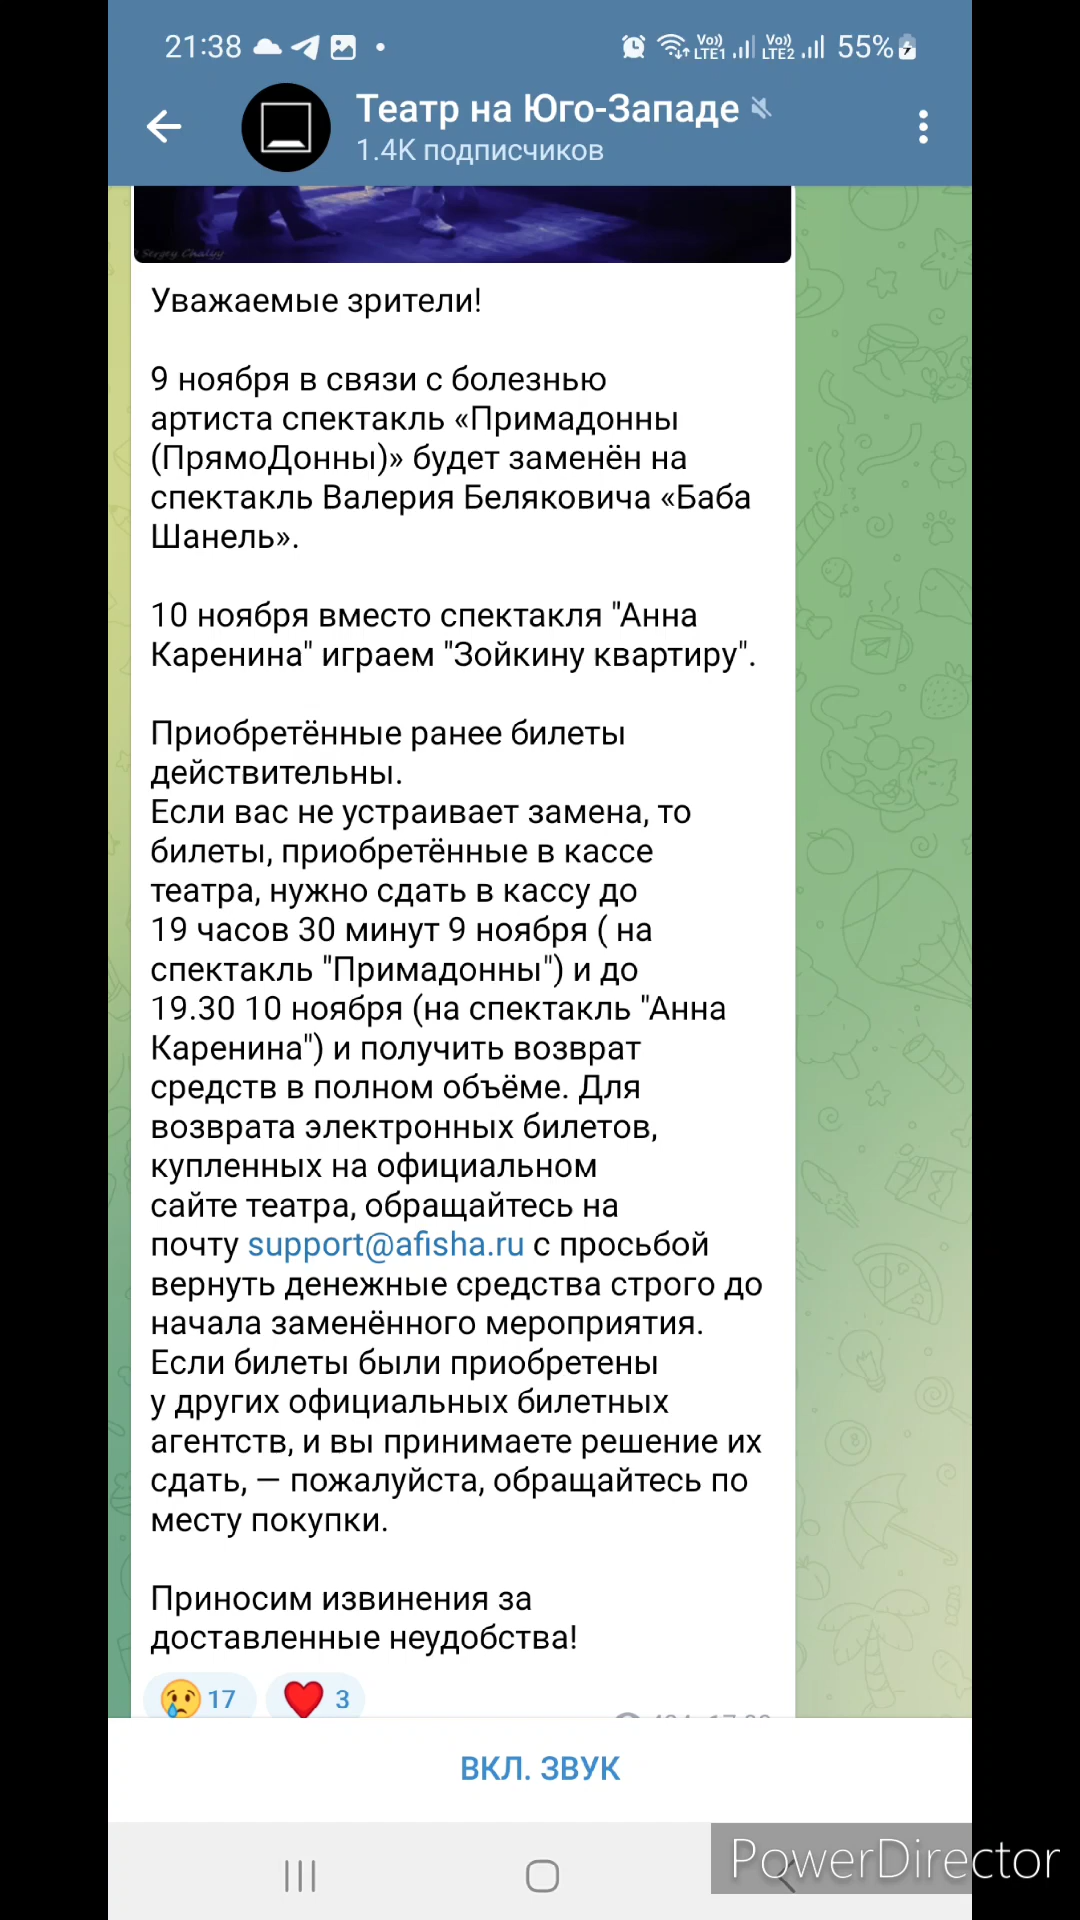 21:38
Vo)) LTE1 Vo)) LTE2 55%
Театр на Юго-Западе
1.4K подписчиков
Sergey Chalyy
Уважаемые зрители!
9 ноября в связи с болезнью
артиста спектакль «Примадонны
(ПрямоДонны)» будет заменён на
спектакль Валерия Беляковича «Баба
Шанель».
10 ноября вместо спектакля "Анна
Каренина" играем "Зойкину квартиру".
Приобретённые ранее билеты
действительны.
Если вас не устраивает замена, то
билеты, приобретённые в кассе
театра, нужно сдать в кассу до
19 часов 30 минут 9 ноября ( на
спектакль "Примадонны") и до
19.30 10 ноября (на спектакль "Анна
Каренина") и получить возврат
средств в полном объёме. Для
возврата электронных билетов,
купленных на официальном
сайте театра, обращайтесь на
почту support@afisha.ru с просьбой
вернуть денежные средства строго до
начала заменённого мероприятия.
Если билеты были приобретены
у других официальных билетных
агентств, и вы принимаете решение их
сдать, — пожалуйста, обращайтесь по
месту покупки.
Приносим извинения за
доставленные неудобства!
17 3
ВКЛ. ЗВУК
PowerDirector